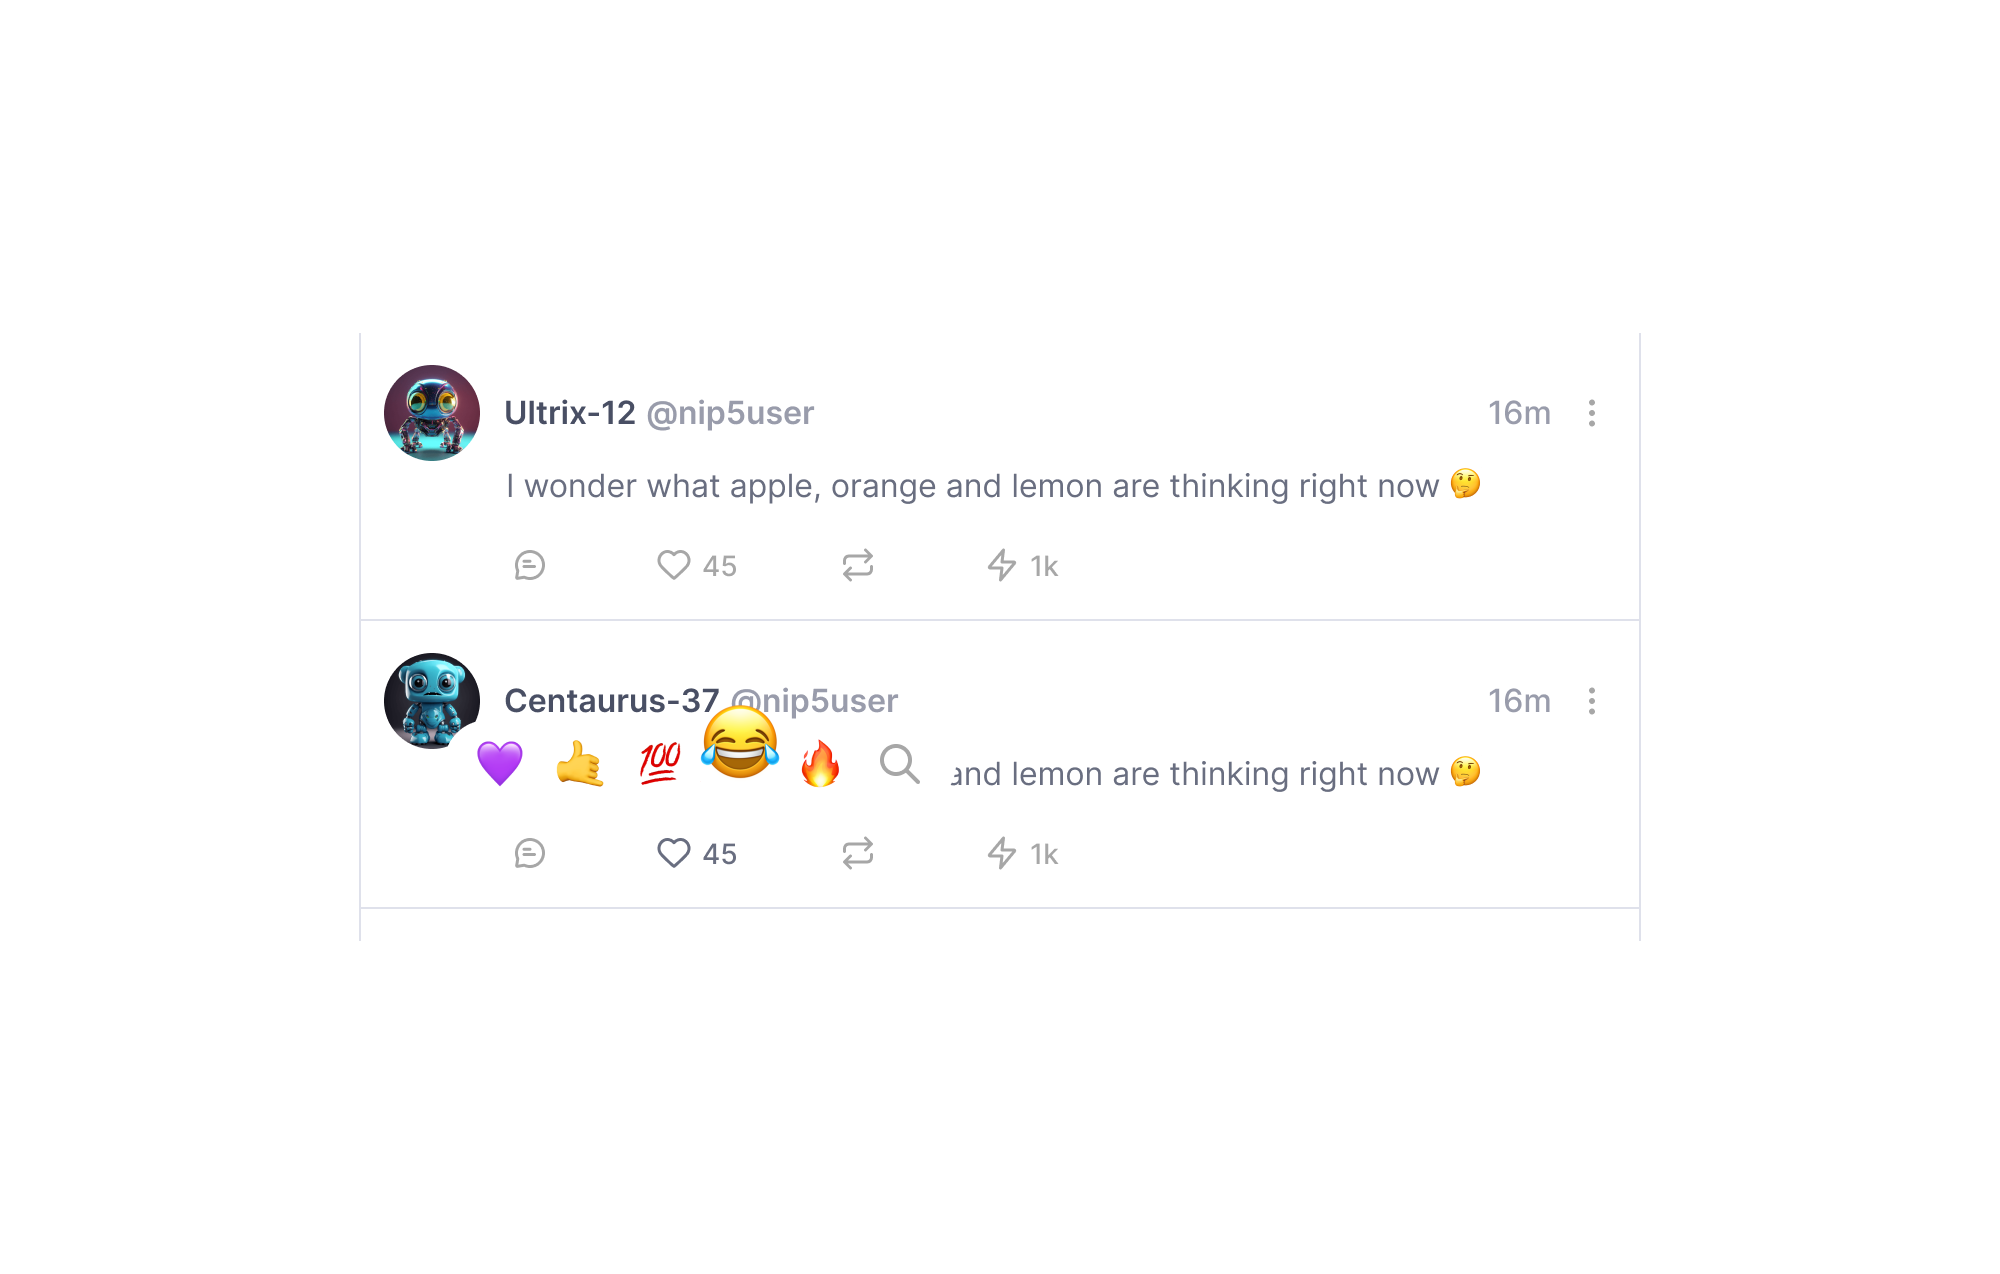 Ultrix-12 @nip5user 16m
I wonder what apple, orange and lemon are thinking right now 🤔
45 1k
Centaurus-37 @nip5user 16m
💜 🤙 💯 😂 🔥 and lemon are thinking right now 🤔
45 1k